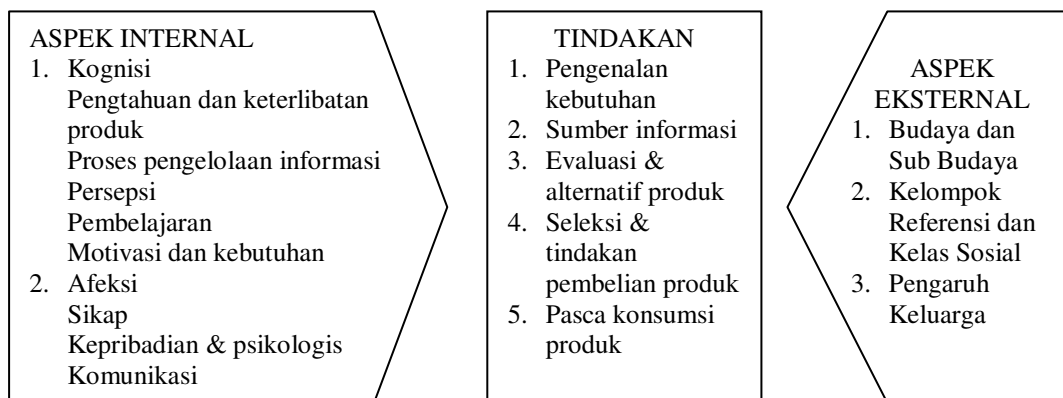 ASPEK INTERNAL
1. Kognisi
Pengtahuan dan keterlibatan
produk
Proses pengelolaan informasi
Persepsi
Pembelajaran
Motivasi dan kebutuhan
2. Afeksi
Sikap
Kepribadian & psikologis
Komunikasi
TINDAKAN
1. Pengenalan
kebutuhan
2. Sumber informasi
3. Evaluasi &
alternatif produk
4. Seleksi &
tindakan
pembelian produk
5. Pasca konsumsi
produk
ASPEK
EKSTERNAL
1. Budaya dan
Sub Budaya
2. Kelompok
Referensi dan
Kelas Sosial
3. Pengaruh
Keluarga